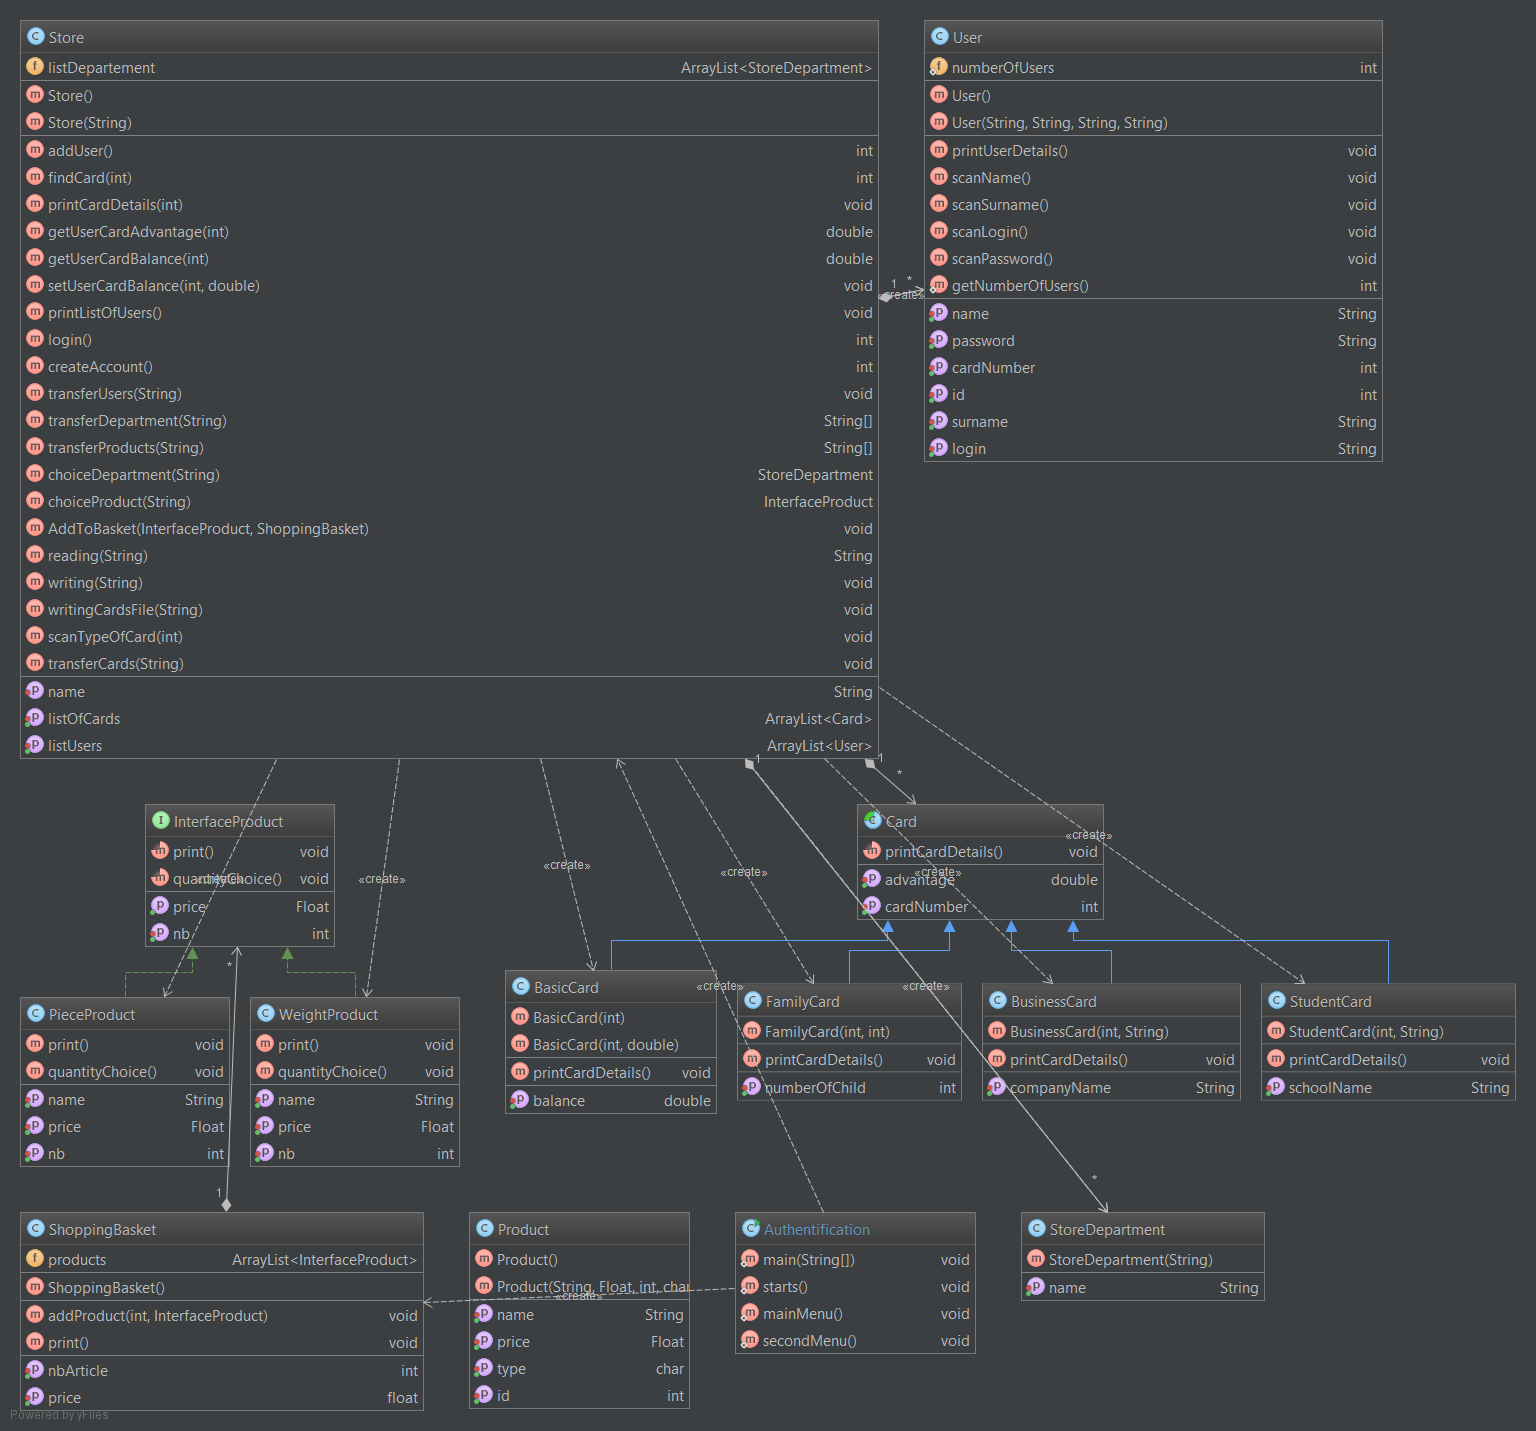 Store
listDepartement ArrayList<StoreDepartment>
Store()
Store(String)
addUser() int
findCard(int) int
printCardDetails(int) void
getUserCardAdvantage(int) double
getUserCardBalance(int) double
setUserCardBalance(int, double) void
printListOfUsers() void
login() int
createAccount() int
transferUsers(String) void
transferDepartment(String) String[]
transferProducts(String) String[]
choiceDepartment(String) StoreDepartment
choiceProduct(String) InterfaceProduct
AddToBasket(InterfaceProduct, ShoppingBasket) void
reading(String) String
writing(String) void
writingCardsFile(String) void
scanTypeOfCard(int) void
transferCards(String) void
name String
listOfCards ArrayList<Card>
listUsers ArrayList<User>
User
numberOfUsers int
User()
User(String, String, String, String)
printUserDetails() void
scanName() void
scanSurname() void
scanLogin() void
scanPassword() void
getNumberOfUsers() int
name String
password String
cardNumber int
id int
surname String
login String
1 *
«create»
1
1
*
InterfaceProduct
print() void
quantityChoice() void
price Float
nb int
«create»
«create»
«create»
«create»
Card
printCardDetails() void
advantage double
cardNumber int
«create»
«create»
*
PieceProduct
print() void
quantityChoice() void
name String
price Float
nb int
WeightProduct
print() void
quantityChoice() void
name String
price Float
nb int
BasicCard
BasicCard(int)
BasicCard(int, double)
printCardDetails() void
balance double
«create»
FamilyCard
FamilyCard(int, int)
printCardDetails() void
numberOfChild int
«create»
BusinessCard
BusinessCard(int, String)
printCardDetails() void
companyName String
StudentCard
StudentCard(int, String)
printCardDetails() void
schoolName String
1
*
ShoppingBasket
products ArrayList<InterfaceProduct>
ShoppingBasket()
addProduct(int, InterfaceProduct) void
print() void
nbArticle int
price float
Product
Product()
Product(String, Float, int, char
«create»
name String
price Float
type char
id int
Authentification
main(String[]) void
starts() void
mainMenu() void
secondMenu() void
StoreDepartment
StoreDepartment(String)
name String
Powered by yFiles